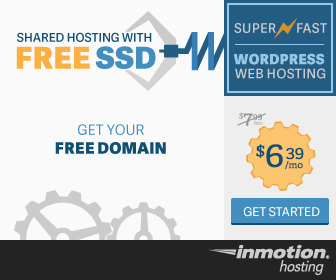 SHARED HOSTING WITH
FREE SSD
GET YOUR
FREE DOMAIN
SUPER FAST
WORDPRESS
WEB HOSTING
$7.99
/mo
$6.39
/mo
GET STARTED
inmotion
hosting